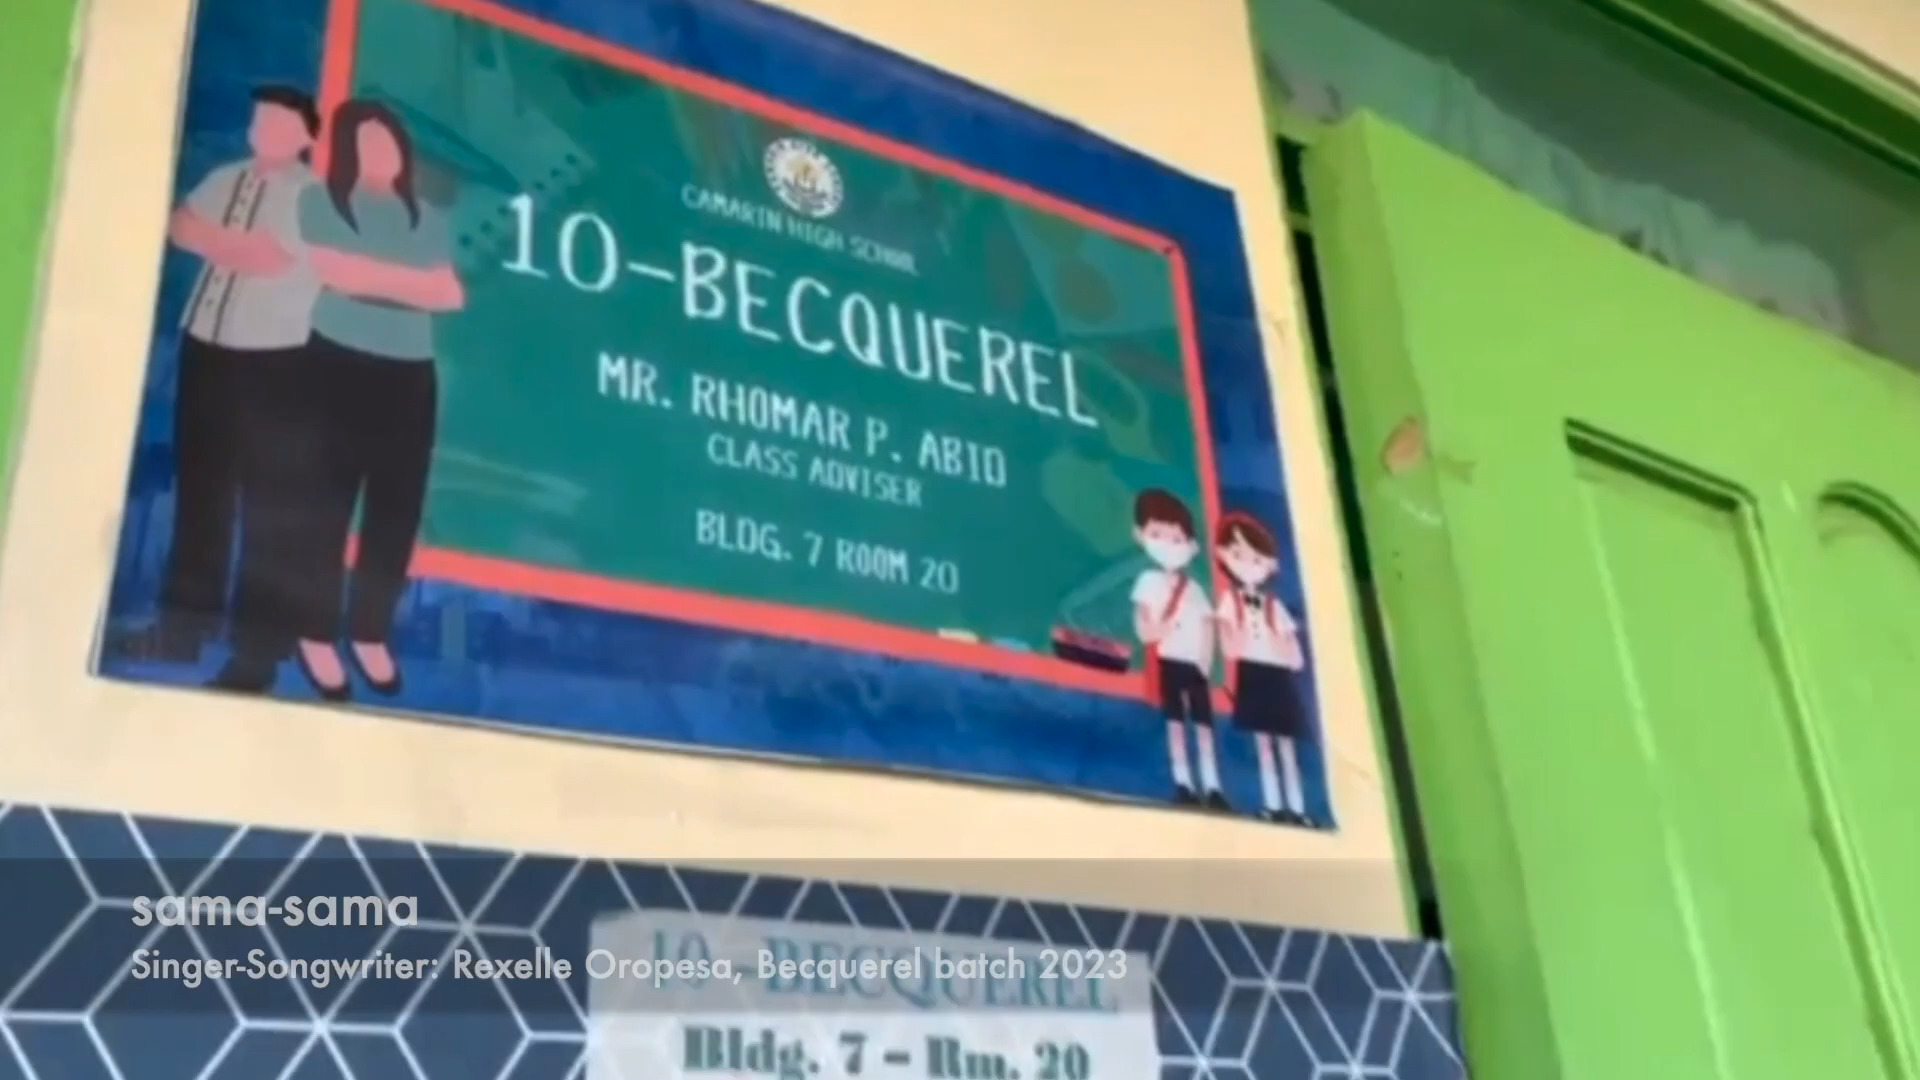 CAMARIN HIGH SCHOOL
10-BECQUEREL
MR. RHOMAR P. ABIO
CLASS ADVISER
BLDG. 7 ROOM 20
sama-sama
Singer-Songwriter: Rexelle Oropesa, Becquerel batch 2023
10 -BECQUEREL
Bldg. 7 - Rm. 20